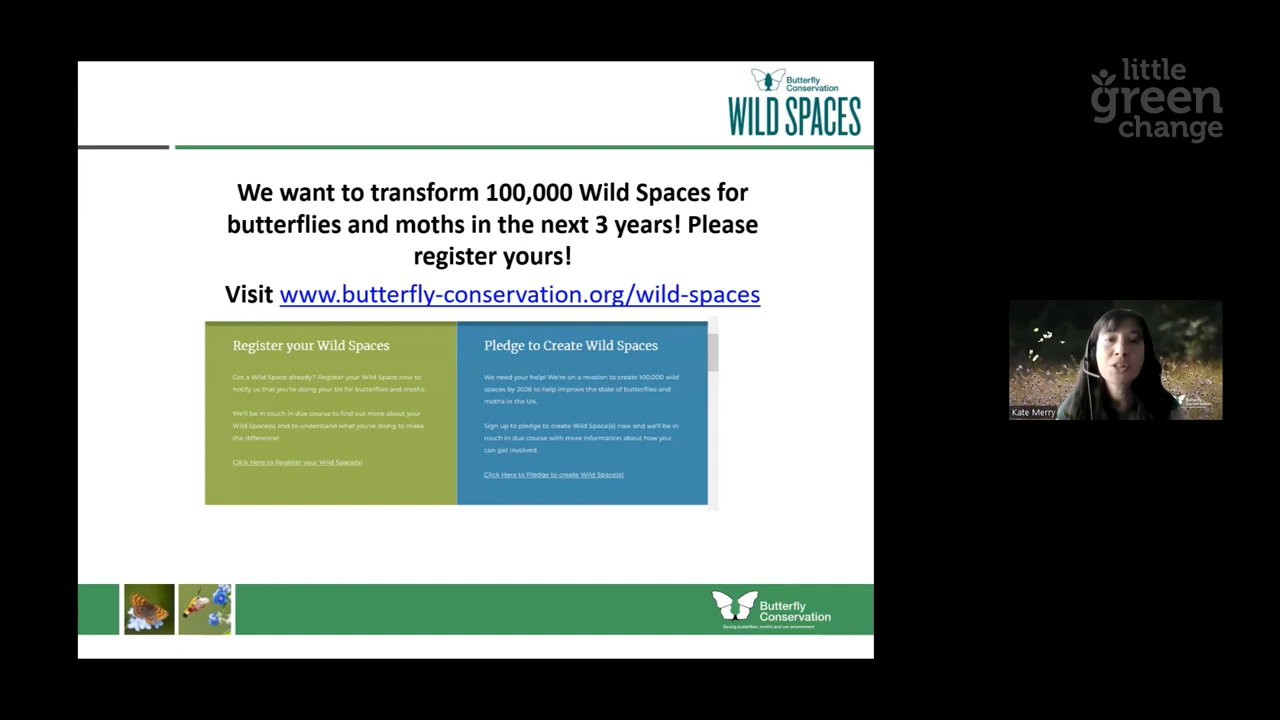 little
green
change
Butterfly
Conservation
WILD SPACES
We want to transform 100,000 Wild Spaces for
butterflies and moths in the next 3 years! Please
register yours!
Visit www.butterfly-conservation.org/wild-spaces
Register your Wild Spaces
Got a Wild Space already? Register your Wild Space now to
notify us that you're doing your bit for butterflies and moths.
We'll be in touch in due course to find out more about your
Wild Space(s) and to understand what you're doing to make
the difference!
Click Here to Register your Wild Space(s)
Pledge to Create Wild Spaces
We need your help! We're on a mission to create 100,000 wild
spaces by 2026 to help improve the state of butterflies and
moths in the UK.
Sign up to pledge to create Wild Space(s) now and we'll be in
touch in due course with more information about how you
can get involved.
Click Here to Pledge to create Wild Space(s)
Kate Merry
Butterfly
Conservation
Saving butterflies, moths and our environment